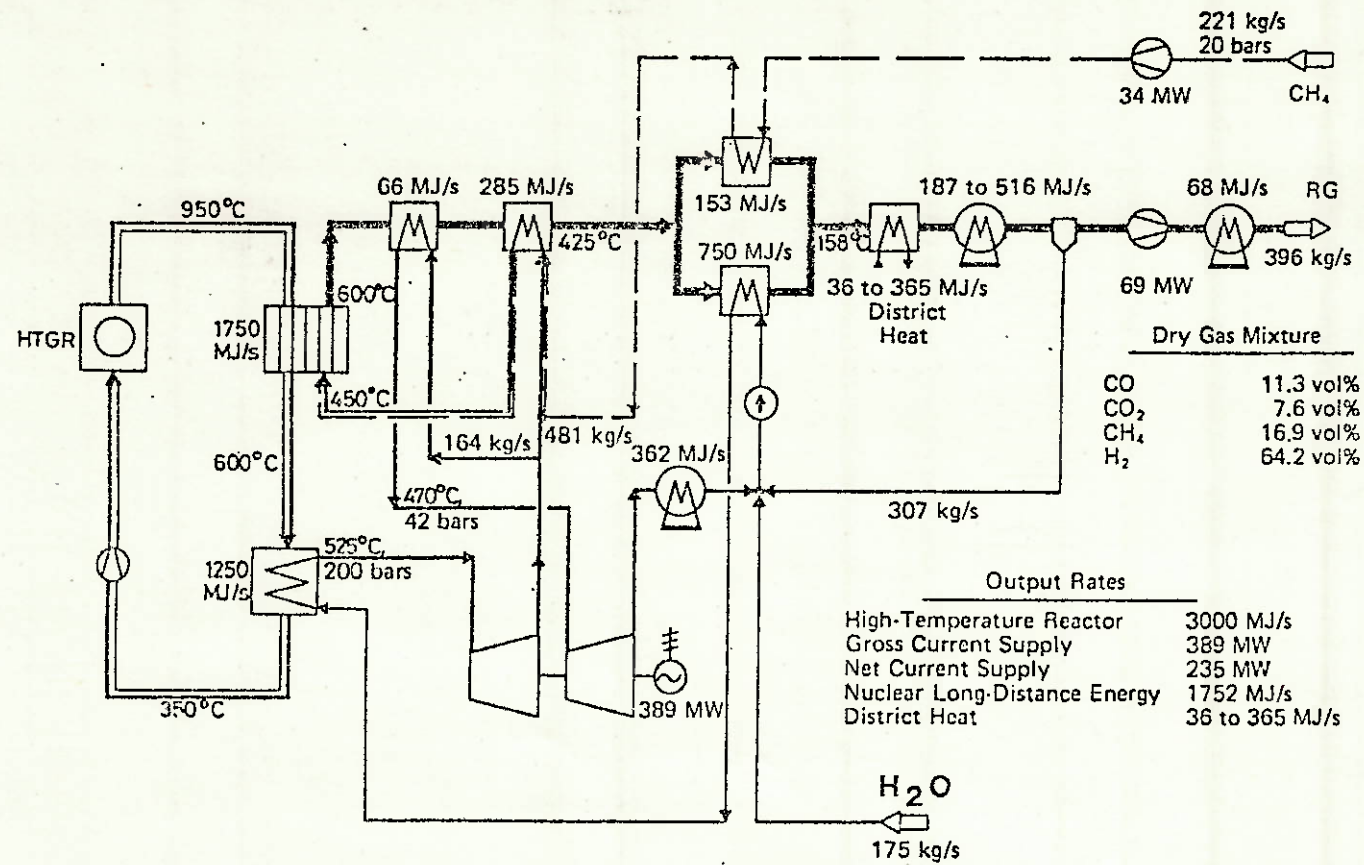 221 kg/s
20 bars
34 MW
CH₄
66 MJ/s
285 MJ/s
153 MJ/s
187 to 516 MJ/s
68 MJ/s
RG
950°C
425°C
750 MJ/s
158°
396 kg/s
69 MW
36 to 365 MJ/s
District
Heat
HTGR
1750
MJ/s
600°C
450°C
164 kg/s
481 kg/s
Dry Gas Mixture
CO 11.3 vol%
CO₂ 7.6 vol%
CH₄ 16.9 vol%
H₂ 64.2 vol%
600°C
362 MJ/s
470°C,
42 bars
307 kg/s
525°C,
200 bars
1250
MJ/s
Output Rates
High-Temperature Reactor 3000 MJ/s
Gross Current Supply 389 MW
Net Current Supply 235 MW
Nuclear Long-Distance Energy 1752 MJ/s
District Heat 36 to 365 MJ/s
350°C
389 MW
H₂O
175 kg/s